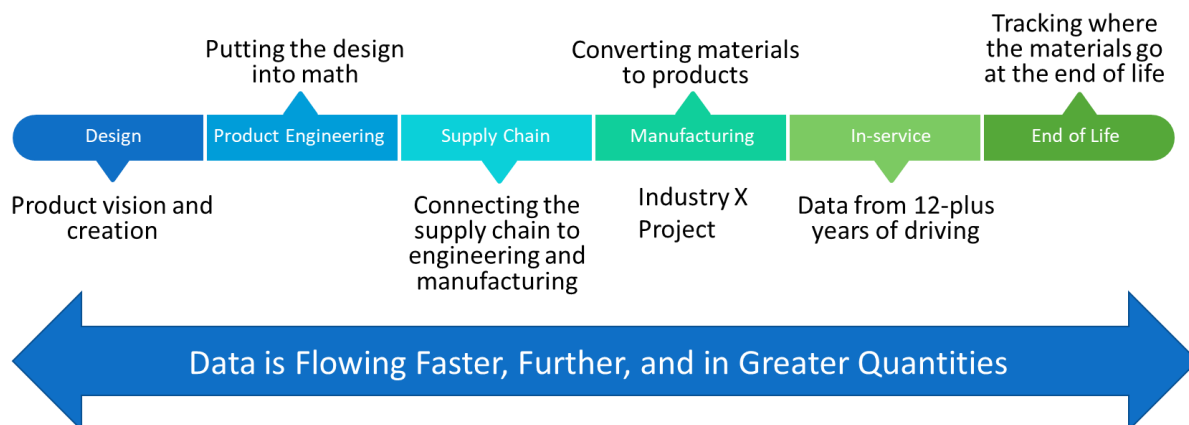 Tracking where
the materials go
at the end of life
Putting the design
into math
Converting materials
to products
Design
Product Engineering
Supply Chain
Manufacturing
In-service
End of Life
Product vision and
creation
Connecting the
supply chain to
engineering and
manufacturing
Industry X
Project
Data from 12-plus
years of driving
Data is Flowing Faster, Further, and in Greater Quantities